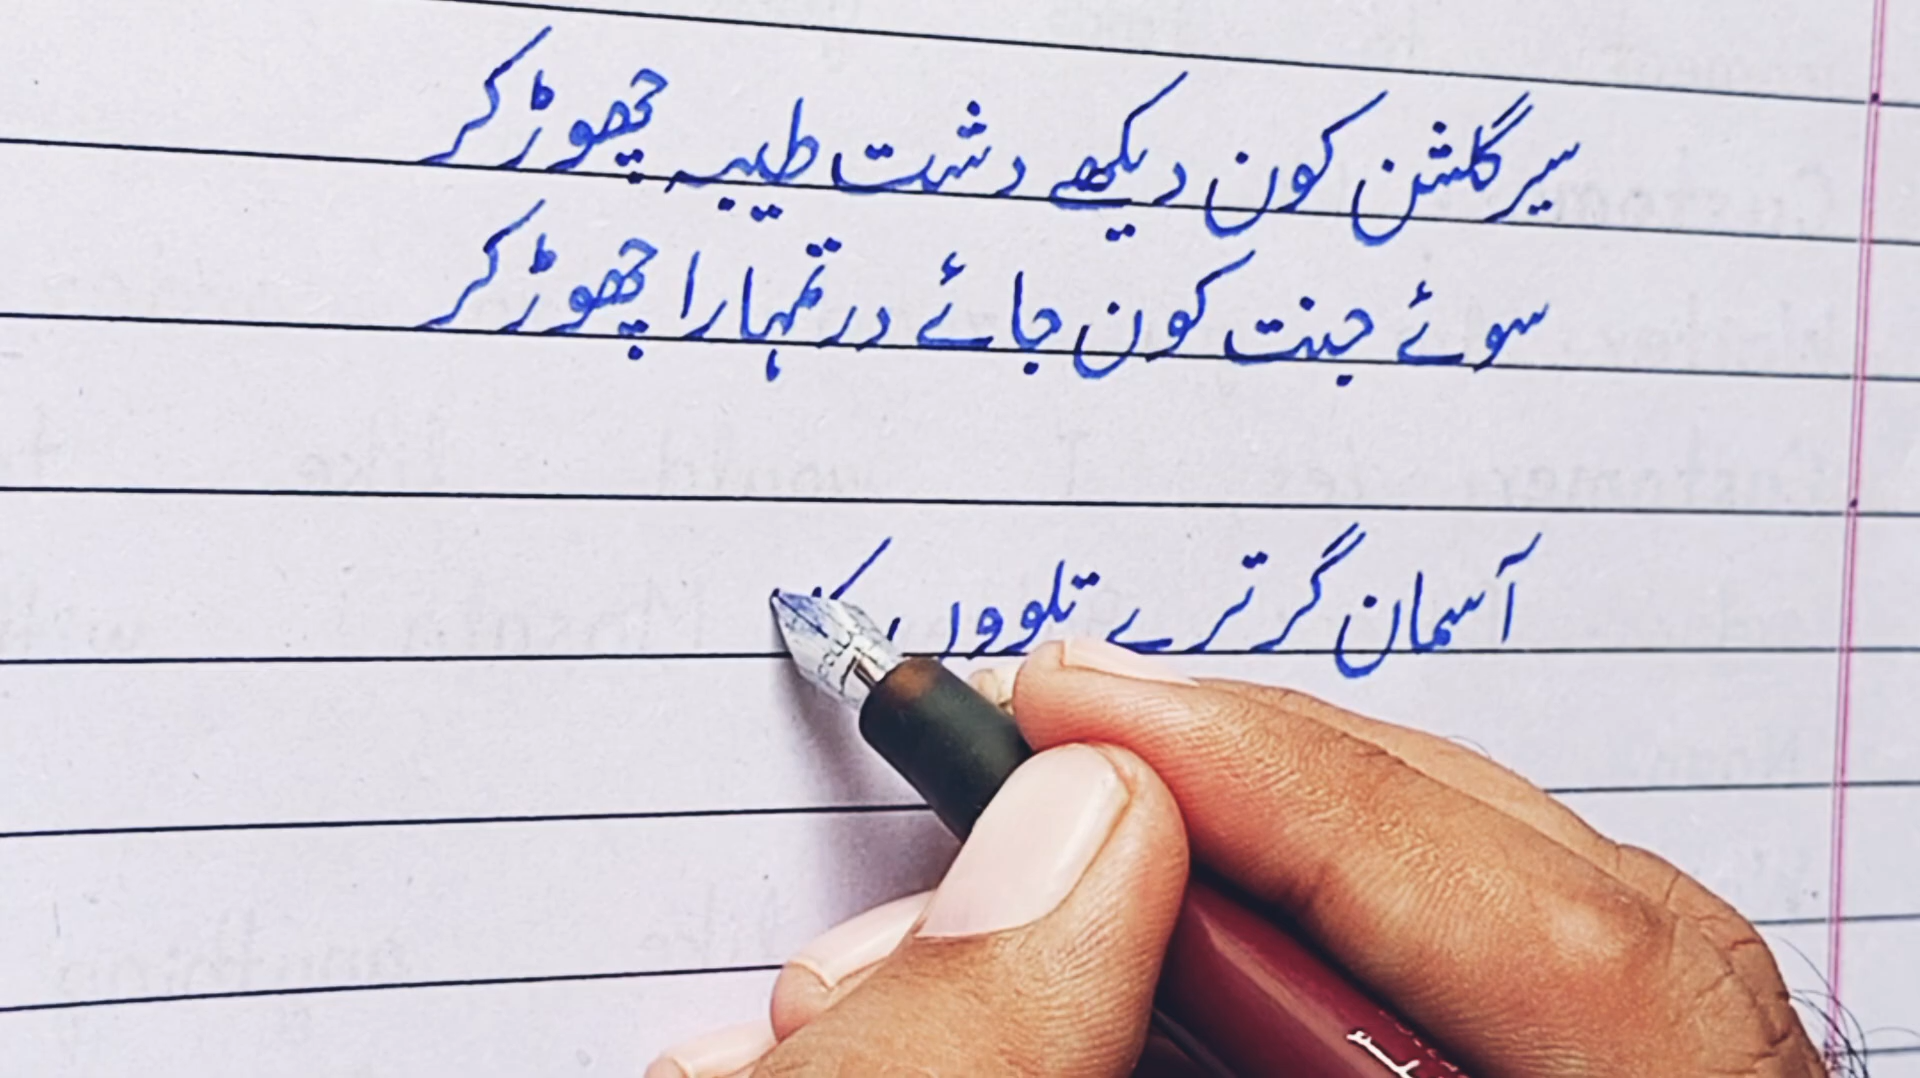 سیر گلشن کون دیکھے دشت طیبہ چھوڑ کر
سوئے جنت کون جائے در تمہارا چھوڑ کر
آسمان گر ترے تلووں